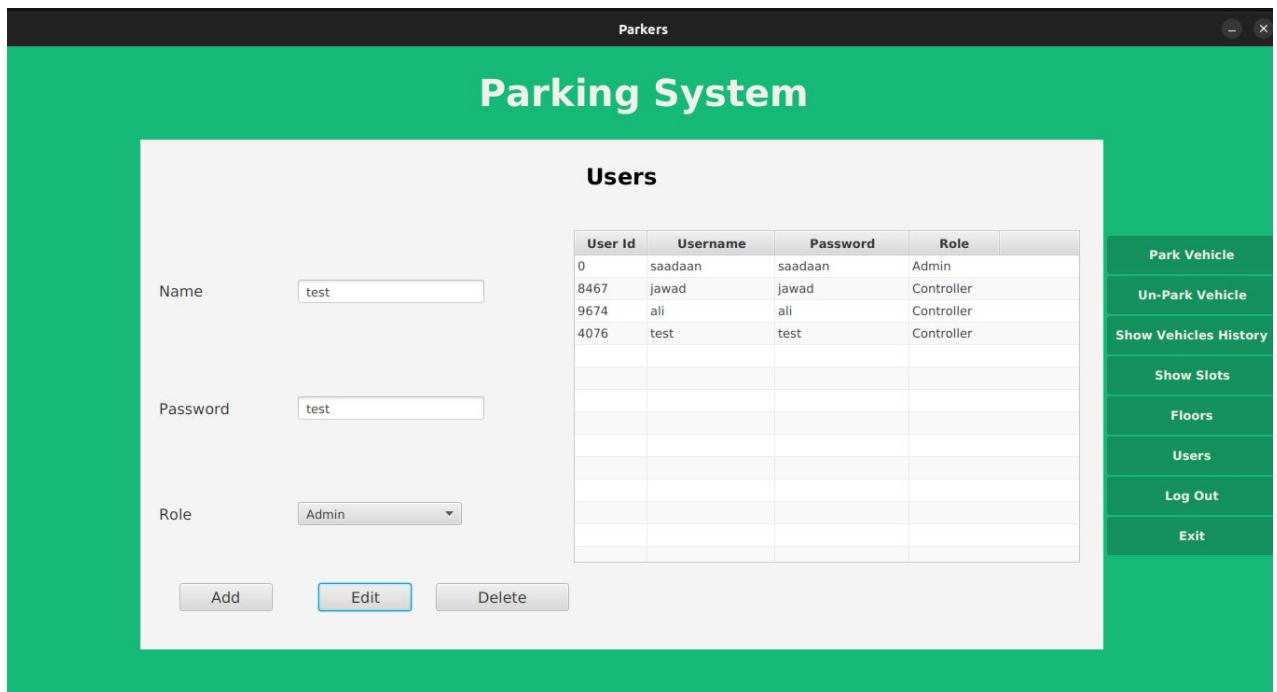 Parkers
Parking System
Users
Name
test
Password
test
Role
Admin
Add
Edit
Delete
User Id Username Password Role
0 saadaan saadaan Admin
8467 jawad jawad Controller
9674 ali ali Controller
4076 test test Controller
Park Vehicle
Un-Park Vehicle
Show Vehicles History
Show Slots
Floors
Users
Log Out
Exit